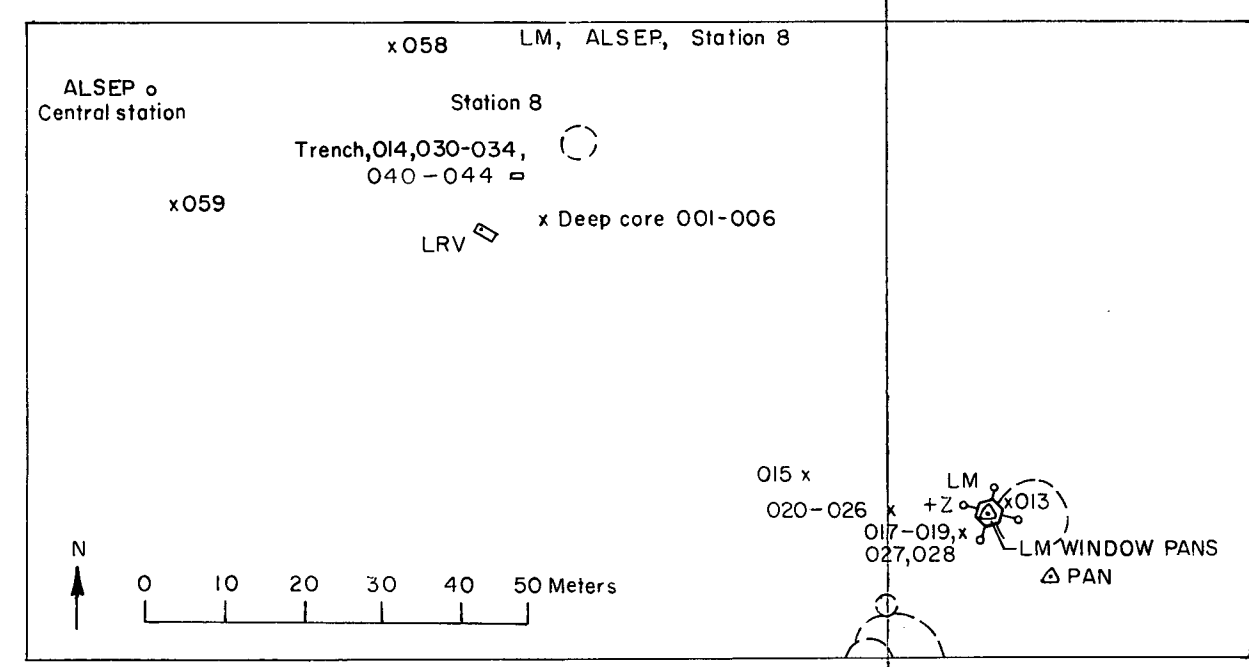 LM, ALSEP, Station 8
x 058
ALSEP
Central station
Station 8
Trench,014,030-034,
040-044
x 059
x Deep core 001-006
LRV
015 x
LM
020-026 x
+Z
x 013
017-019, x
027,028
LM WINDOW PANS
PAN
N
0 10 20 30 40 50 Meters